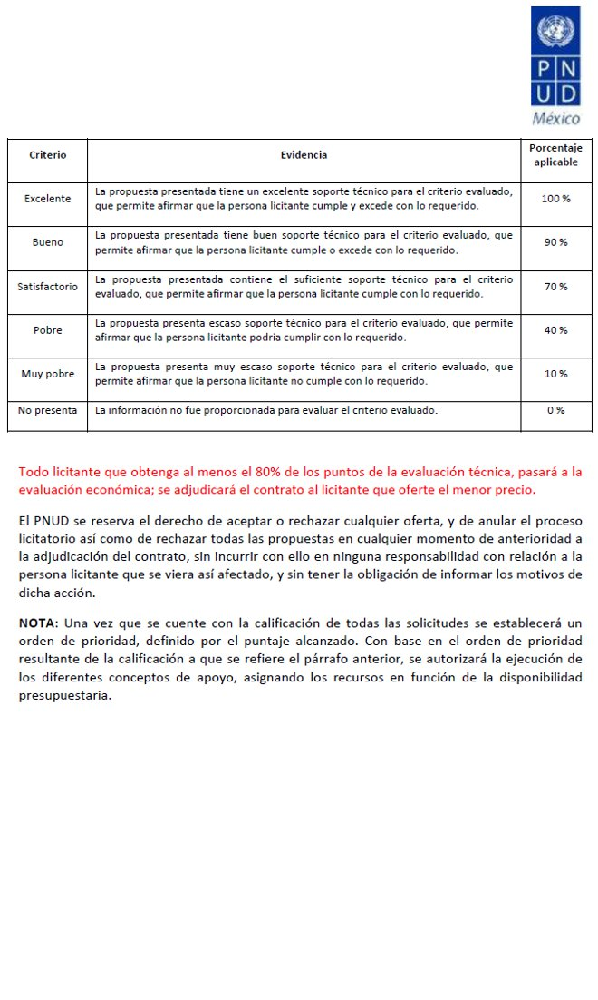 PN
UD
México
Criterio Evidencia Porcentaje
aplicable
Excelente La propuesta presentada tiene un excelente soporte técnico para el criterio evaluado, 100 %
que permite afirmar que la persona licitante cumple y excede con lo requerido.
Bueno La propuesta presentada tiene buen soporte técnico para el criterio evaluado, que 90 %
permite afirmar que la persona licitante cumple o excede con lo requerido.
Satisfactorio La propuesta presentada contiene el suficiente soporte técnico para el criterio 70 %
evaluado, que permite afirmar que la persona licitante cumple con lo requerido.
Pobre La propuesta presenta escaso soporte técnico para el criterio evaluado, que permite 40 %
afirmar que la persona licitante podría cumplir con lo requerido.
Muy pobre La propuesta presenta muy escaso soporte técnico para el criterio evaluado, que 10 %
permite afirmar que la persona licitante no cumple con lo requerido.
No presenta La información no fue proporcionada para evaluar el criterio evaluado. 0 %
Todo licitante que obtenga al menos el 80% de los puntos de la evaluación técnica, pasará a la
evaluación económica; se adjudicará el contrato al licitante que oferte el menor precio.
El PNUD se reserva el derecho de aceptar o rechazar cualquier oferta, y de anular el proceso
licitatorio así como de rechazar todas las propuestas en cualquier momento de anterioridad a
la adjudicación del contrato, sin incurrir con ello en ninguna responsabilidad con relación a la
persona licitante que se viera así afectado, y sin tener la obligación de informar los motivos de
dicha acción.
NOTA: Una vez que se cuente con la calificación de todas las solicitudes se establecerá un
orden de prioridad, definido por el puntaje alcanzado. Con base en el orden de prioridad
resultante de la calificación a que se refiere el párrafo anterior, se autorizará la ejecución de
los diferentes conceptos de apoyo, asignando los recursos en función de la disponibilidad
presupuestaria.